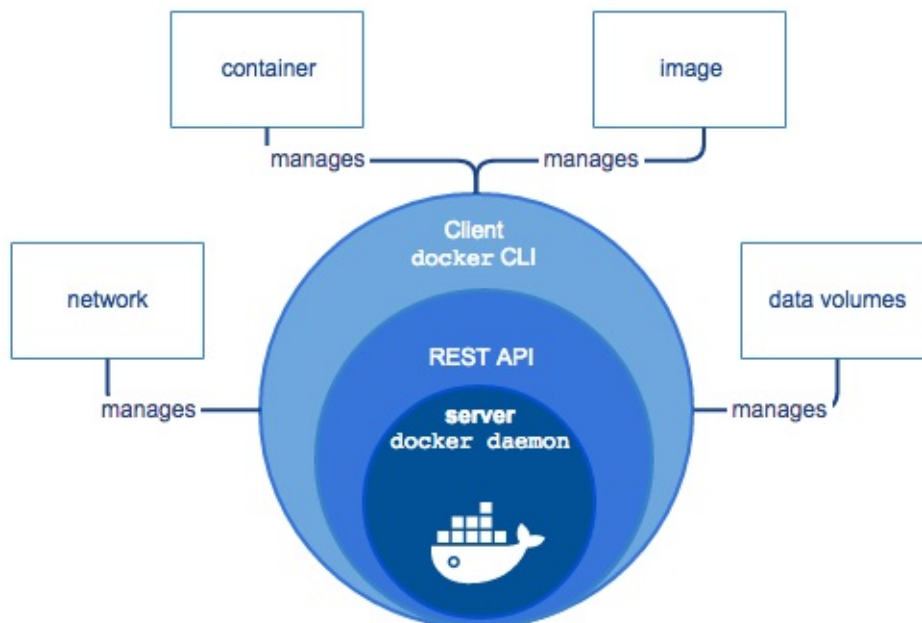 container
image
manages
manages
Client
docker CLI
network
data volumes
REST API
manages
manages
server
docker daemon